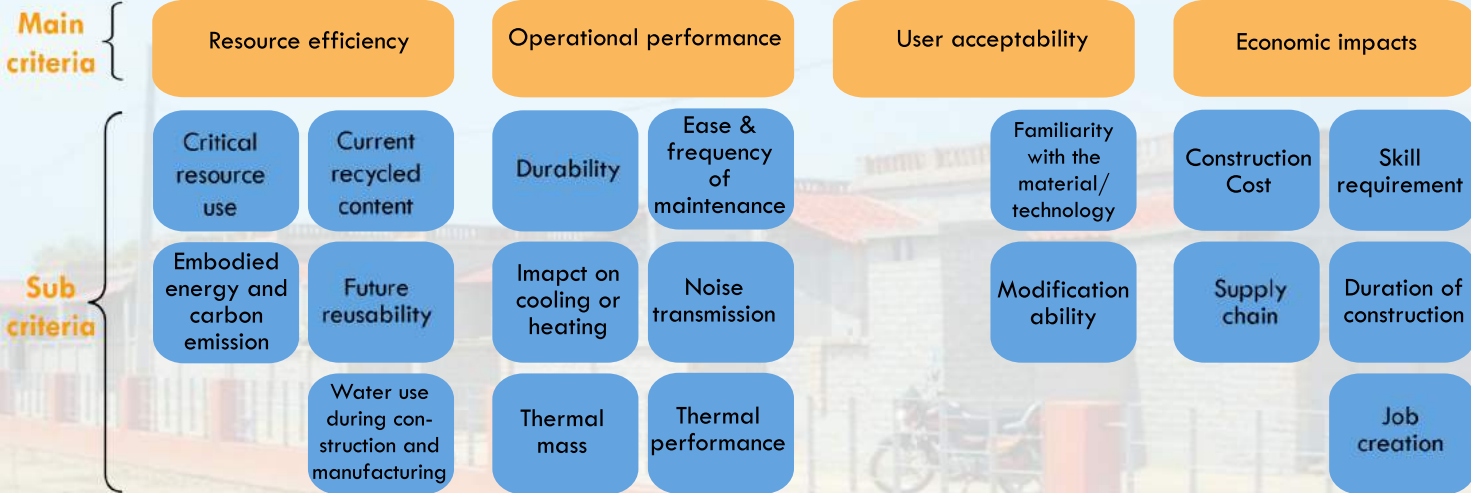 Main
criteria
Resource efficiency
Operational performance
User acceptability
Economic impacts
Sub
criteria
Critical
resource
use
Current
recycled
content
Durability
Ease &
frequency
of
maintenance
Familiarity
with the
material/
technology
Construction
Cost
Skill
requirement
Embodied
energy and
carbon
emission
Future
reusability
Imapct on
cooling or
heating
Noise
transmission
Modification
ability
Supply
chain
Duration of
construction
Water use
during con-
struction and
manufacturing
Thermal
mass
Thermal
performance
Job
creation